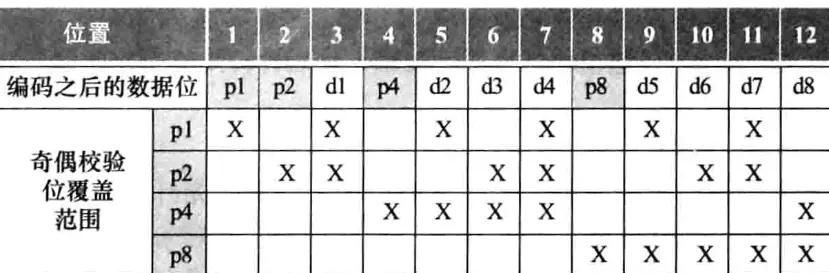 位置 1 2 3 4 5 6 7 8 9 10 11 12
编码之后的数据位 p1 p2 d1 p4 d2 d3 d4 p8 d5 d6 d7 d8
奇偶校验位覆盖范围
p1 X X X X X X
p2 X X X X X X
p4 X X X X X
p8 X X X X X